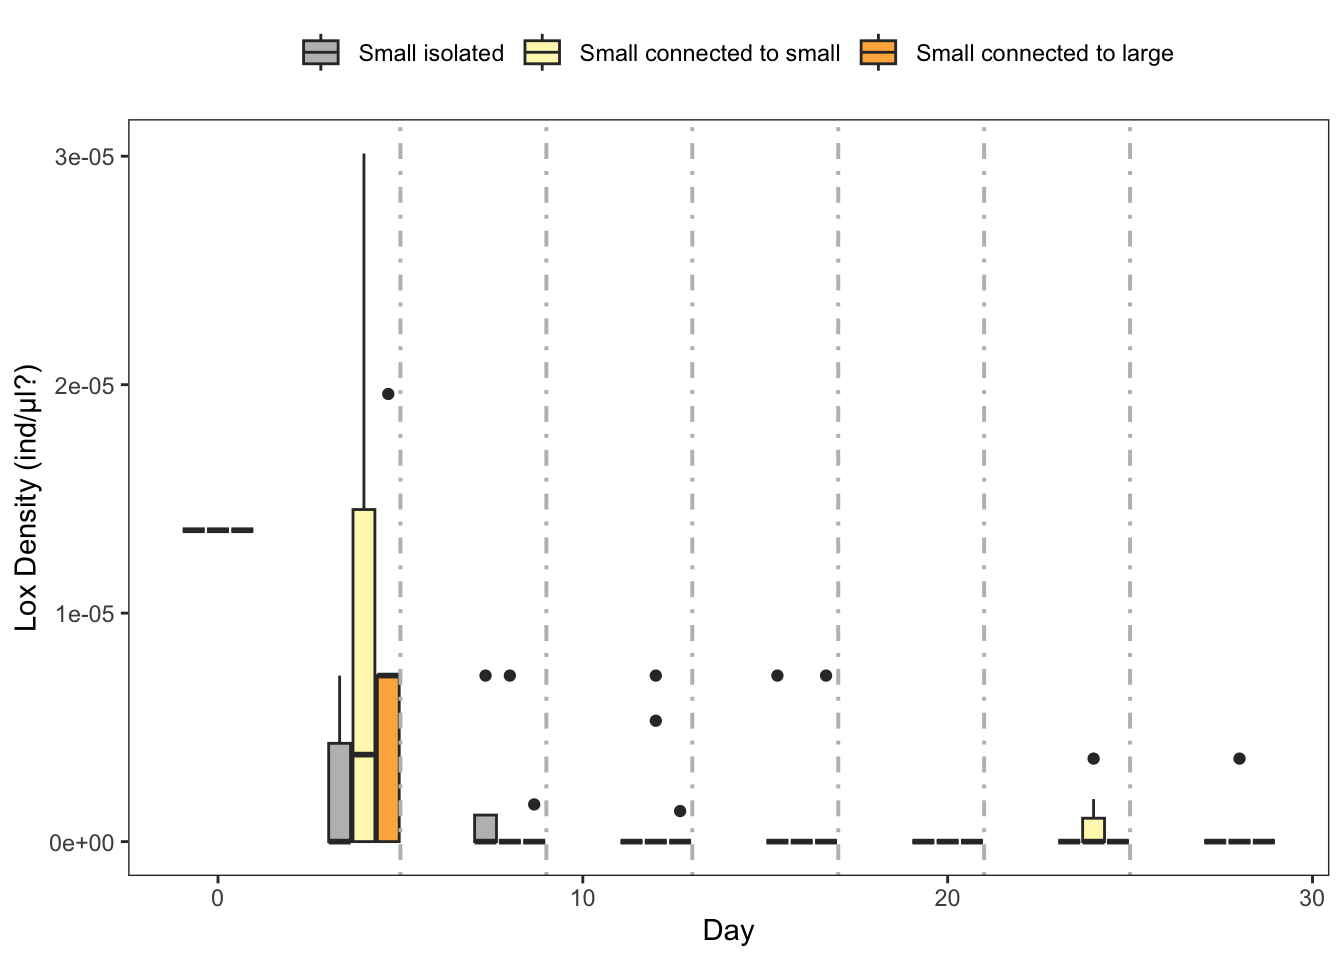 Small isolated Small connected to small Small connected to large
3e-05
2e-05
1e-05
0e+00
Lox Density (ind/µl?)
0 10 20 30
Day